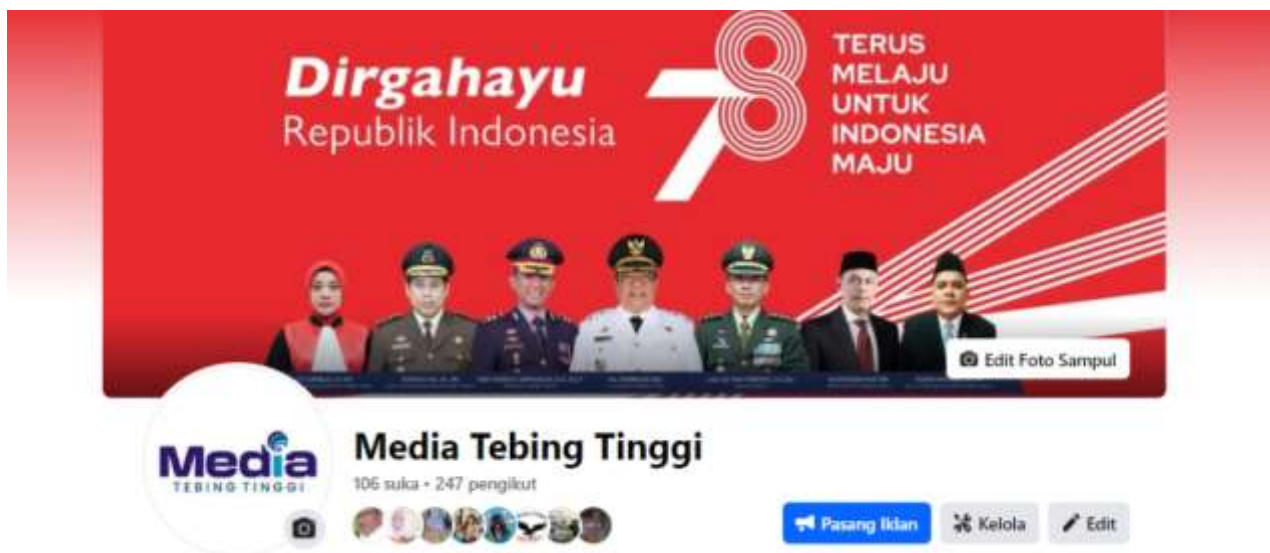 Dirgahayu
Republik Indonesia
78
TERUS
MELAJU
UNTUK
INDONESIA
MAJU
Edit Foto Sampul
Media
TEBING TINGGI
Media Tebing Tinggi
106 suka • 247 pengikut
Pasang Iklan
Kelola
Edit